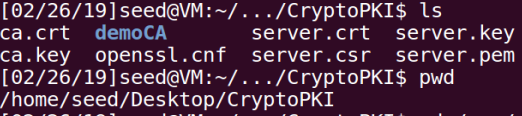 [02/26/19]seed@VM:~/.../CryptoPKI$ ls
ca.crt demoCA server.crt server.key
ca.key openssl.cnf server.csr server.pem
[02/26/19]seed@VM:~/.../CryptoPKI$ pwd
/home/seed/Desktop/CryptoPKI